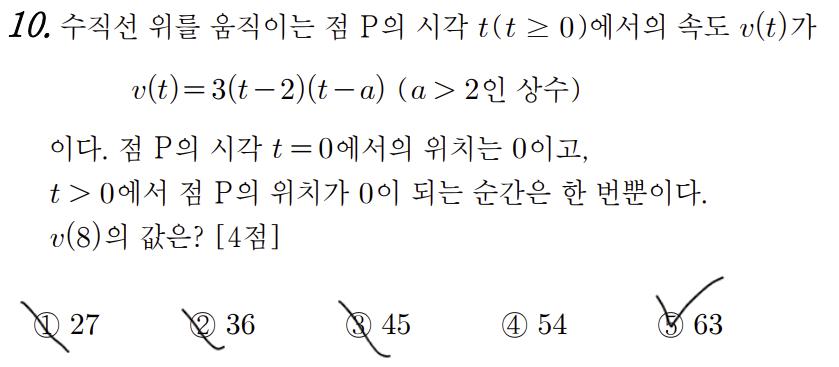 10. 수직선 위를 움직이는 점 P의 시각 t(t ≥ 0)에서의 속도 v(t)가
v(t)=3(t−2)(t−a) (a > 2인 상수)
이다. 점 P의 시각 t=0에서의 위치는 0이고,
t > 0에서 점 P의 위치가 0이 되는 순간은 한 번뿐이다.
v(8)의 값은? [4점]
① 27 ② 36 ③ 45 ④ 54 ⑤ 63